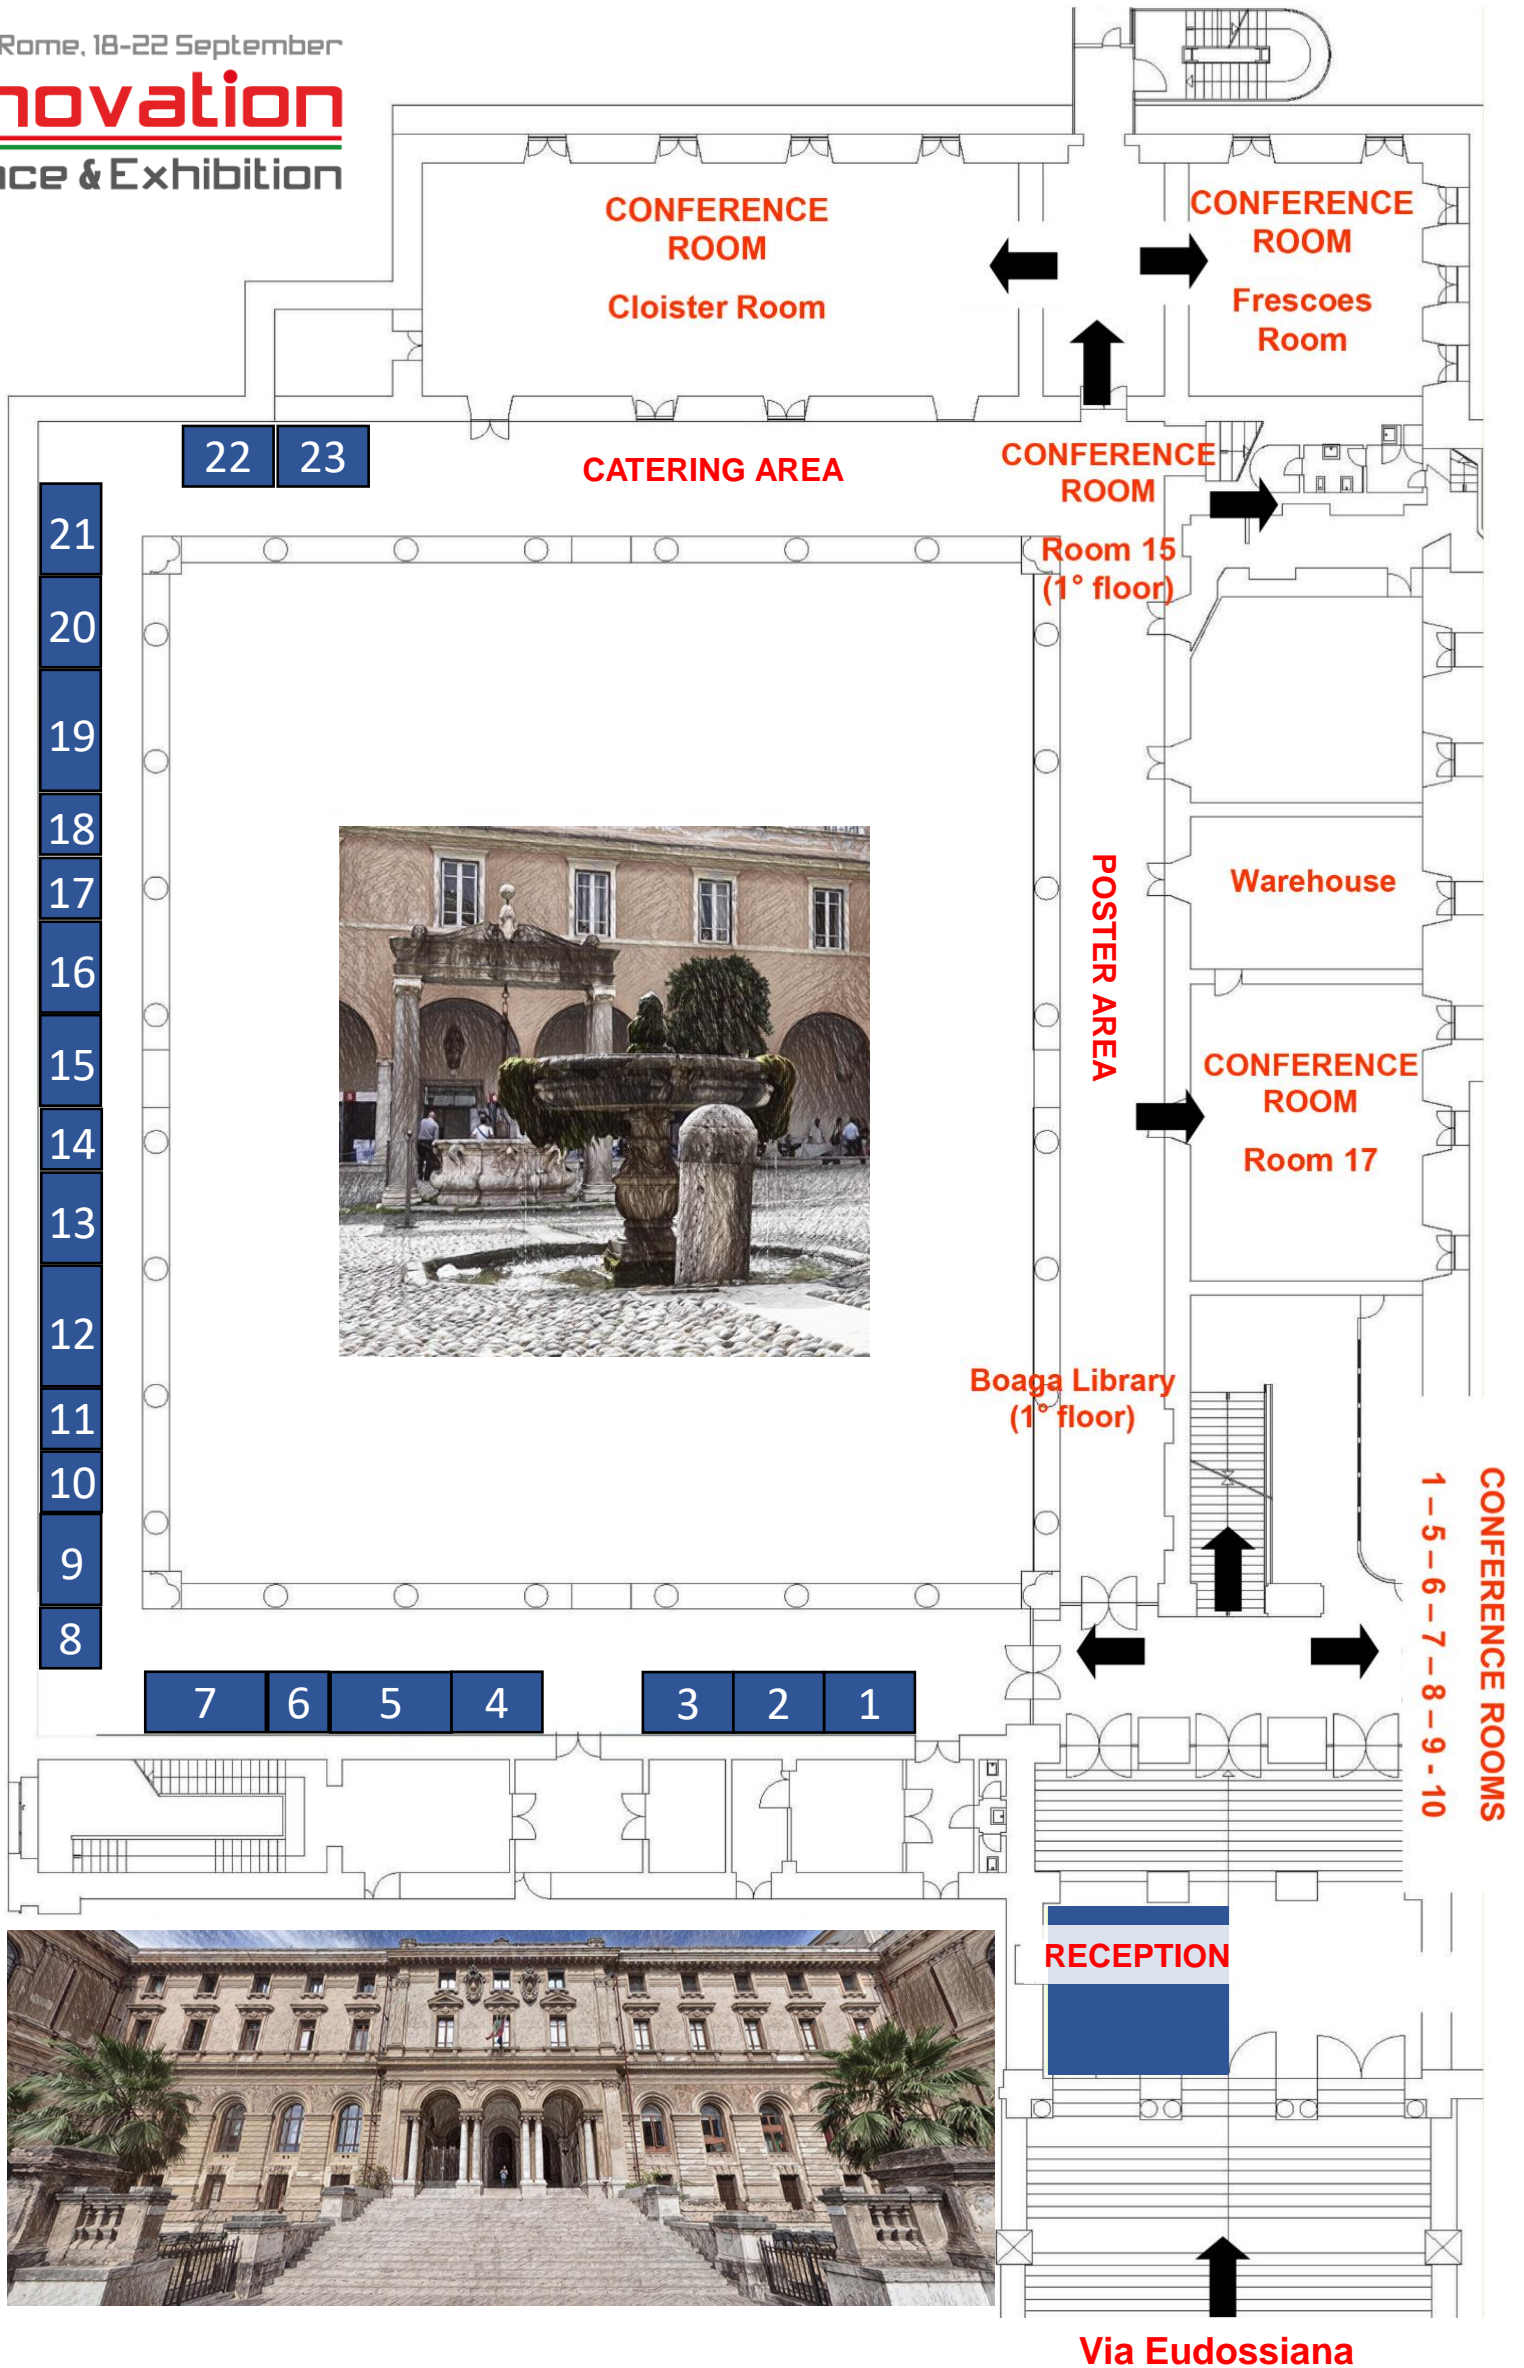 Rome, 18-22 September
novation
nce & Exhibition
CONFERENCE
ROOM
Cloister Room
CONFERENCE
ROOM
Frescoes
Room
22
23
CATERING AREA
CONFERENCE
ROOM
Room 15
(1° floor)
21
20
19
18
17
16
15
14
13
12
11
10
9
8
7
6
5
4
3
2
1
POSTER AREA
Warehouse
CONFERENCE
ROOM
Room 17
Boaga Library
(1° floor)
CONFERENCE ROOMS
1 – 5 – 6 – 7 – 8 – 9 - 10
RECEPTION
Via Eudossiana